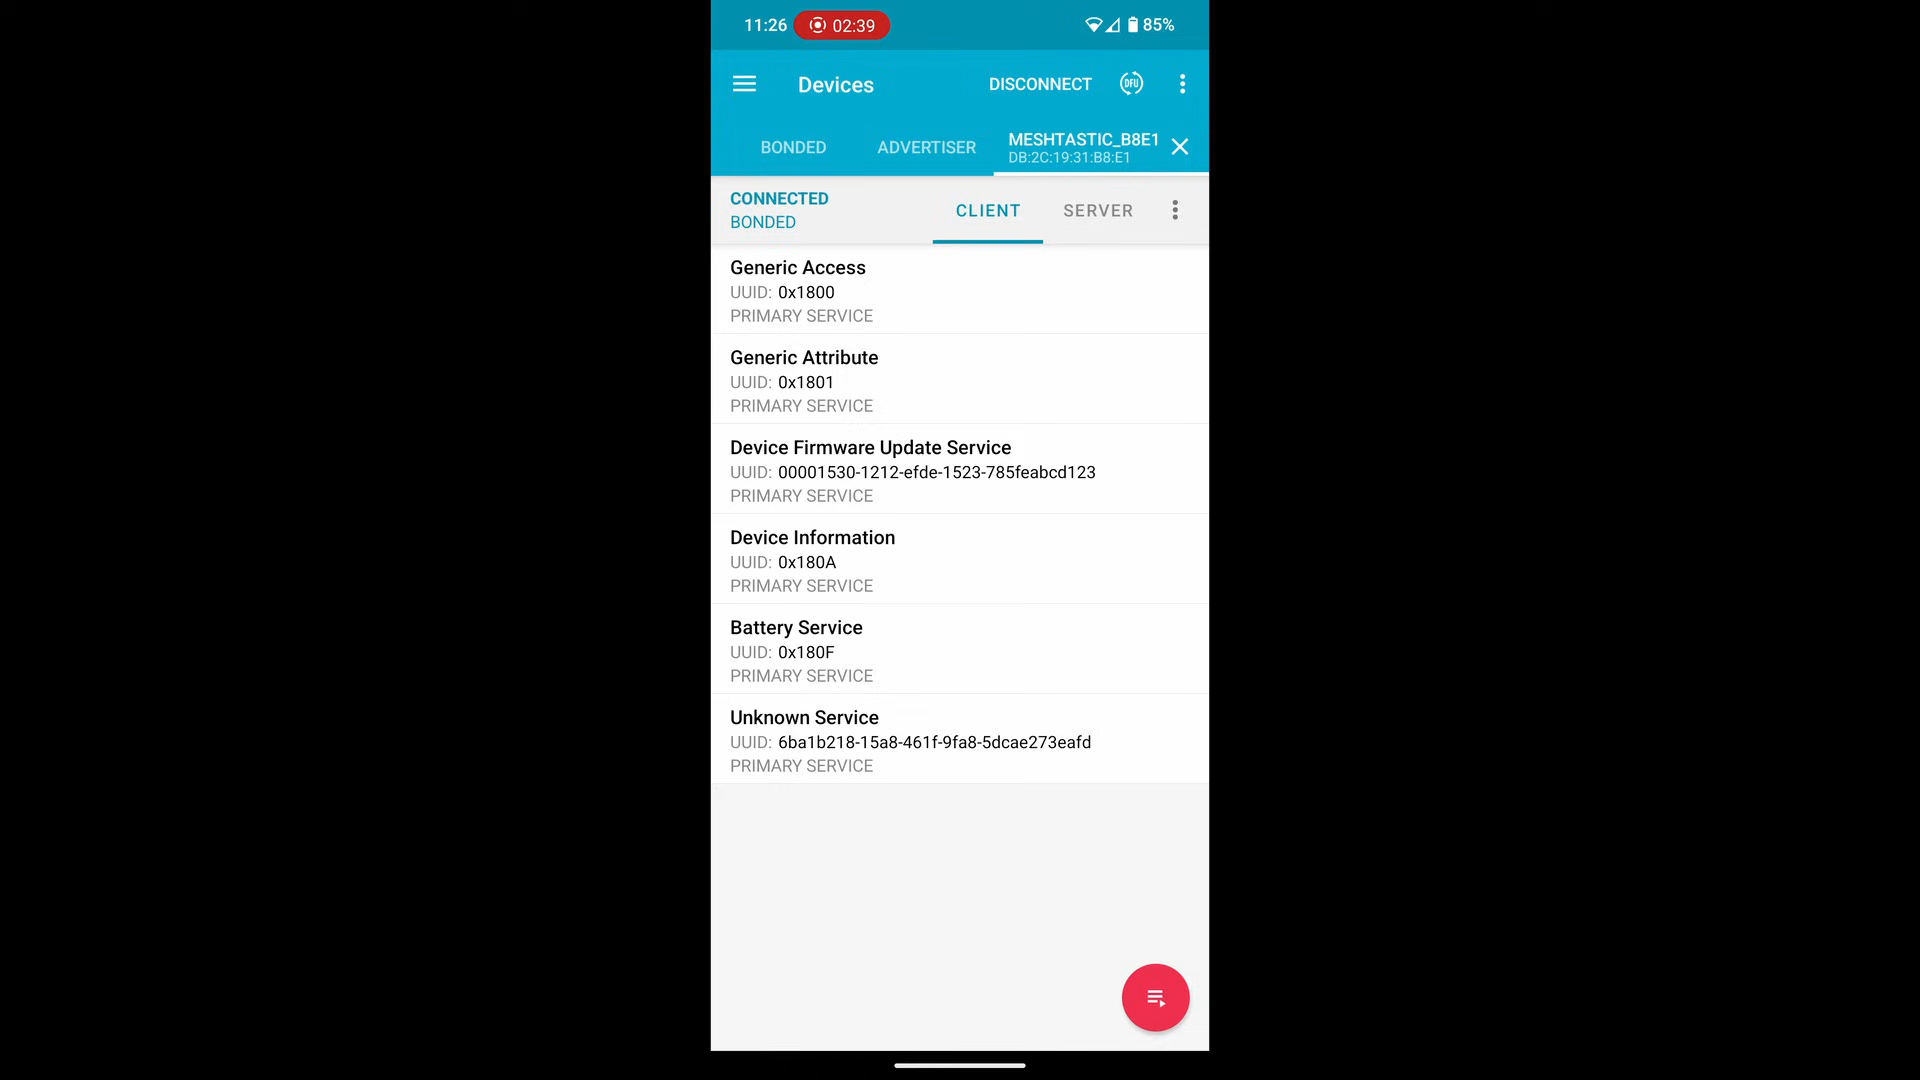 11:26 02:39 85%
Devices DISCONNECT DFU
BONDED ADVERTISER MESHTASTIC_B8E1
DB:2C:19:31:B8:E1
CONNECTED
BONDED
CLIENT SERVER
Generic Access
UUID: 0x1800
PRIMARY SERVICE
Generic Attribute
UUID: 0x1801
PRIMARY SERVICE
Device Firmware Update Service
UUID: 00001530-1212-efde-1523-785feabcd123
PRIMARY SERVICE
Device Information
UUID: 0x180A
PRIMARY SERVICE
Battery Service
UUID: 0x180F
PRIMARY SERVICE
Unknown Service
UUID: 6ba1b218-15a8-461f-9fa8-5dcae273eafd
PRIMARY SERVICE